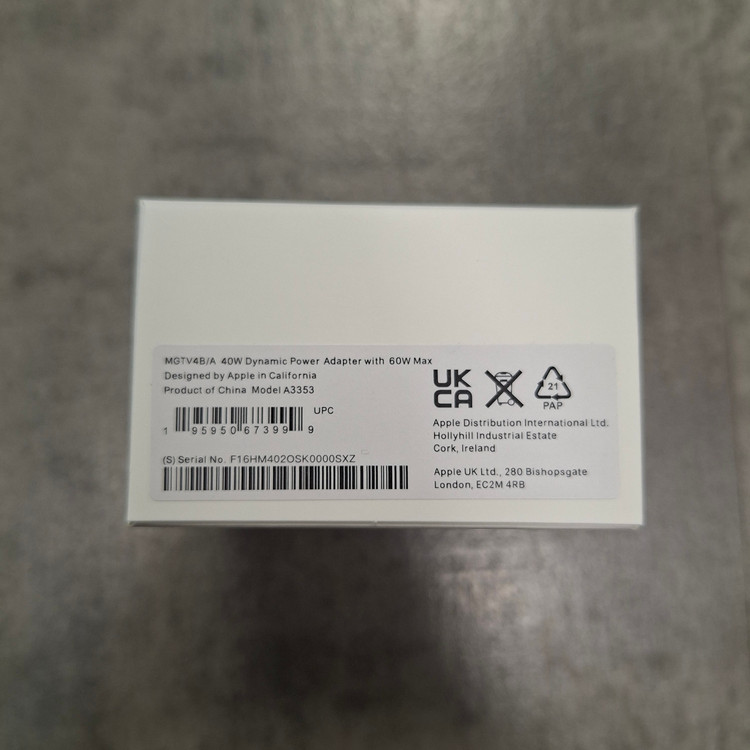 MGTV4B/A 40W Dynamic Power Adapter with 60W Max
Designed by Apple in California
Product of China Model A3353
UPC
1 95950 67399 9
(S) Serial No. F16HM402OSK0000SXZ
UK
CA
21
PAP
Apple Distribution International Ltd.
Hollyhill Industrial Estate
Cork, Ireland
Apple UK Ltd., 280 Bishopsgate
London, EC2M 4RB